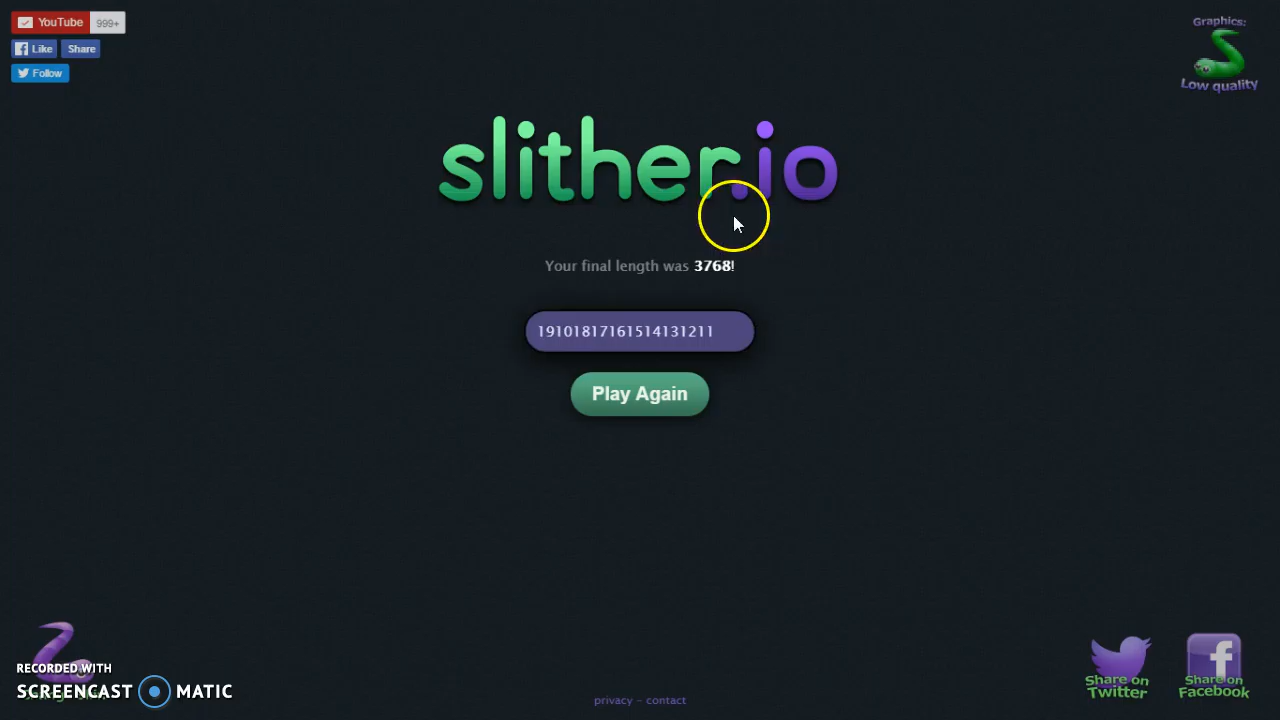 YouTube 999+
Like Share
Follow
Graphics:
Low quality
slither.io
Your final length was 3768!
19101817161514131211
Play Again
RECORDED WITH
SCREENCAST MATIC
privacy - contact
Share on
Twitter
Share on
Facebook